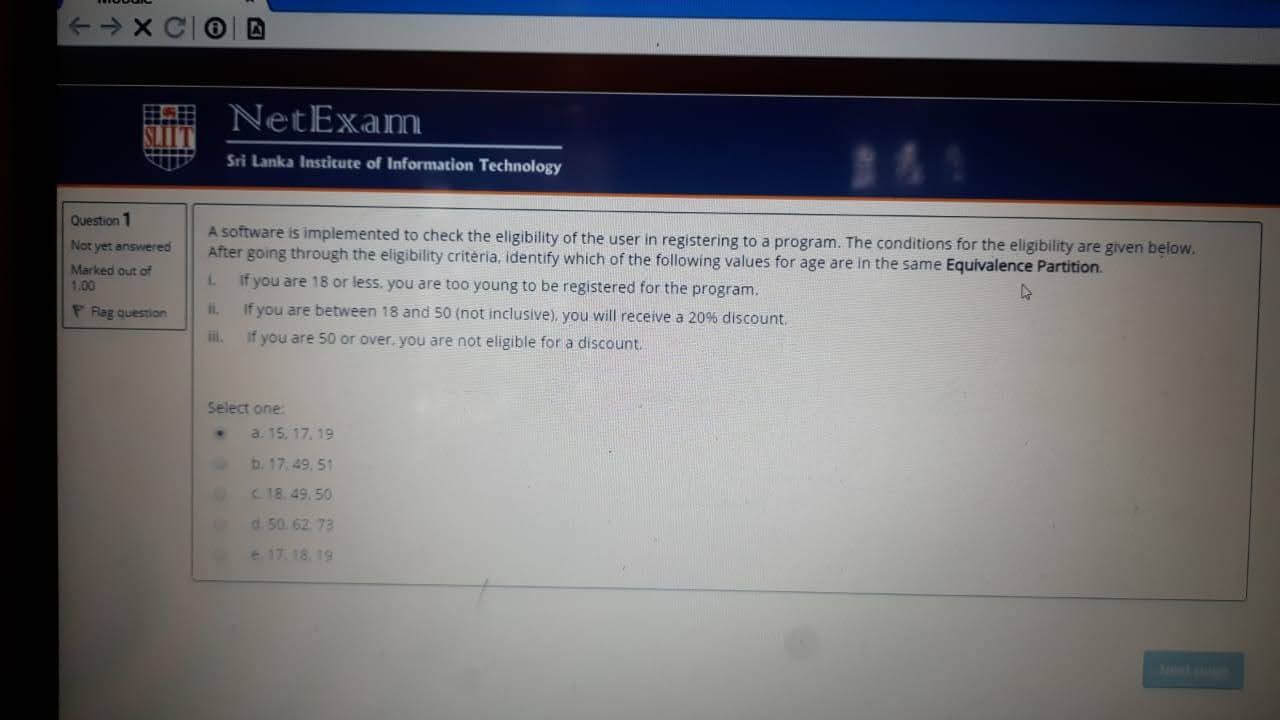 SLIIT
NetExam
Sri Lanka Institute of Information Technology
Question 1
Not yet answered
Marked out of
1.00
Flag question
A software is implemented to check the eligibility of the user in registering to a program. The conditions for the eligibility are given below.
After going through the eligibility criteria, identify which of the following values for age are in the same Equivalence Partition.
i. If you are 18 or less, you are too young to be registered for the program.
ii. If you are between 18 and 50 (not inclusive), you will receive a 20% discount.
iii. If you are 50 or over, you are not eligible for a discount.
Select one:
a. 15, 17, 19
b. 17, 49, 51
c. 18, 49, 50
d. 50, 62, 73
e. 17, 18, 19
Next page